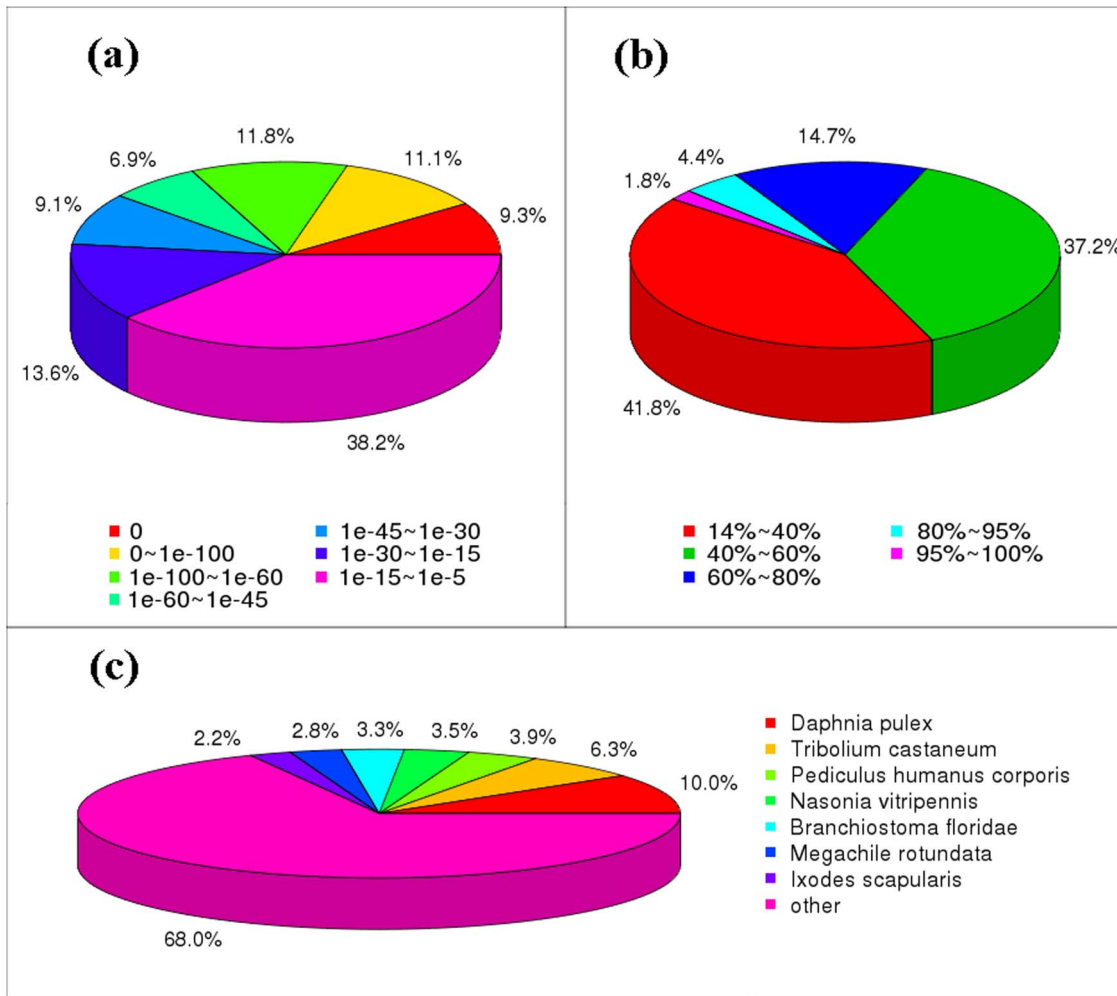 (a)
11.8%
6.9%
11.1%
9.1%
9.3%
13.6%
38.2%
0
0~1e-100
1e-100~1e-60
1e-60~1e-45
1e-45~1e-30
1e-30~1e-15
1e-15~1e-5
(b)
14.7%
4.4%
1.8%
37.2%
41.8%
14%~40%
40%~60%
60%~80%
80%~95%
95%~100%
(c)
2.2%
2.8%
3.3%
3.5%
3.9%
6.3%
10.0%
68.0%
Daphnia pulex
Tribolium castaneum
Pediculus humanus corporis
Nasonia vitripennis
Branchiostoma floridae
Megachile rotundata
Ixodes scapularis
other